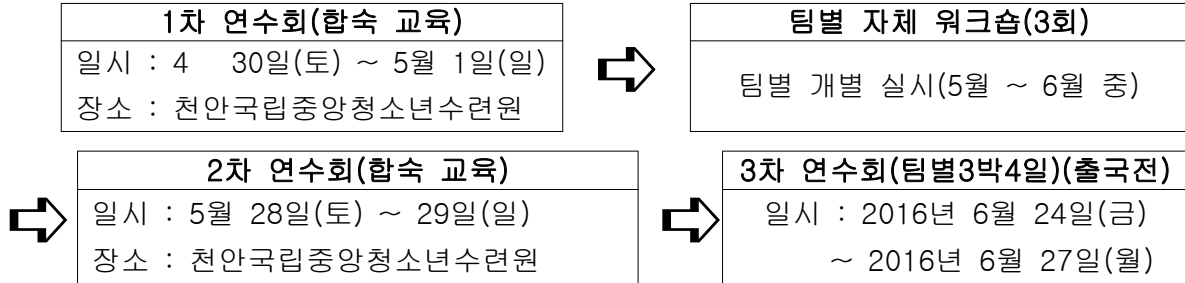 1차 연수회(합숙 교육)
일시 : 4 30일(토) ~ 5월 1일(일)
장소 : 천안국립중앙청소년수련원
팀별 자체 워크숍(3회)
팀별 개별 실시(5월 ~ 6월 중)
2차 연수회(합숙 교육)
일시 : 5월 28일(토) ~ 29일(일)
장소 : 천안국립중앙청소년수련원
3차 연수회(팀별3박4일)(출국전)
일시 : 2016년 6월 24일(금)
~ 2016년 6월 27일(월)